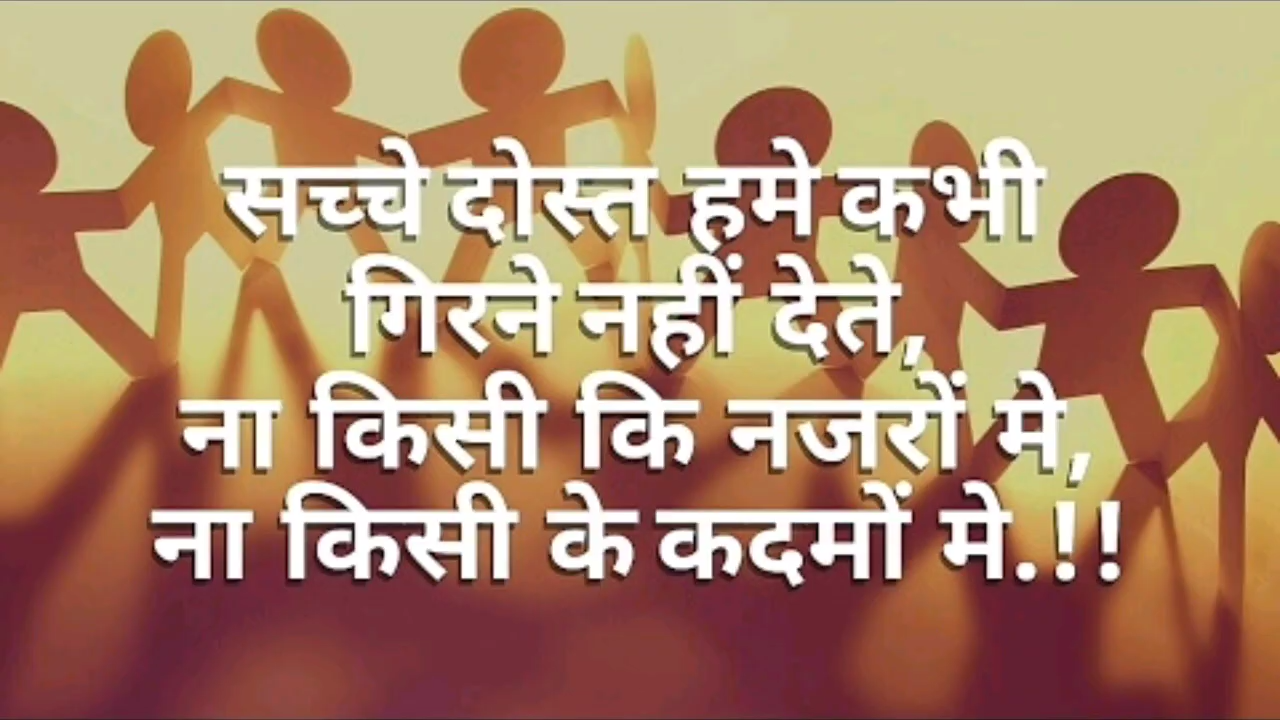 सच्चे दोस्त हमे कभी
गिरने नहीं देते,
ना किसी कि नजरों मे,
ना किसी के कदमों मे.!!